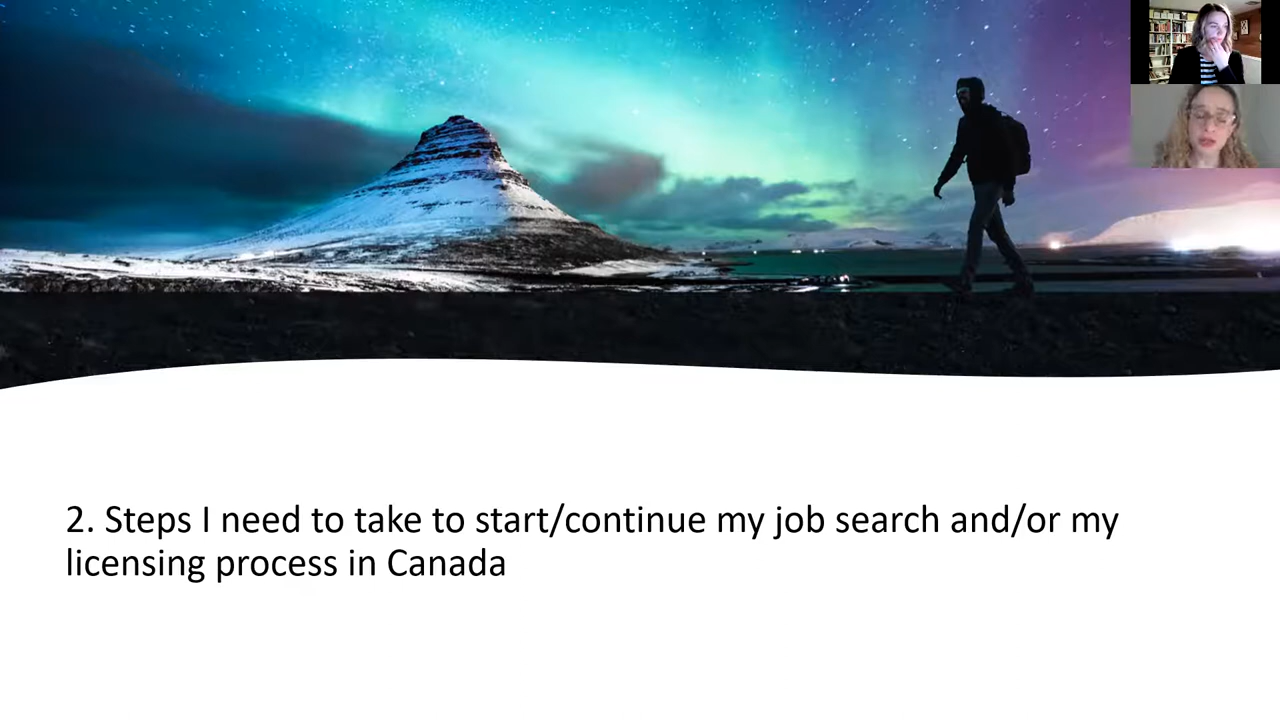 2. Steps I need to take to start/continue my job search and/or my
licensing process in Canada